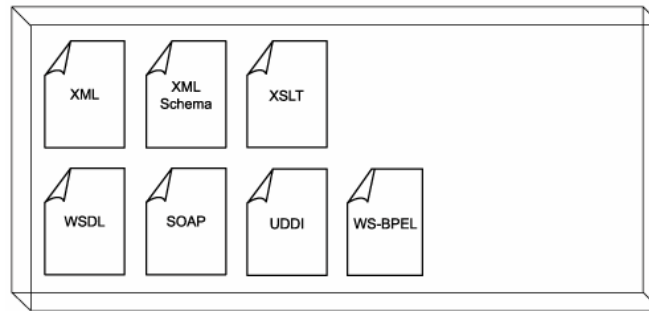 XML
XML
Schema
XSLT
WSDL
SOAP
UDDI
WS-BPEL